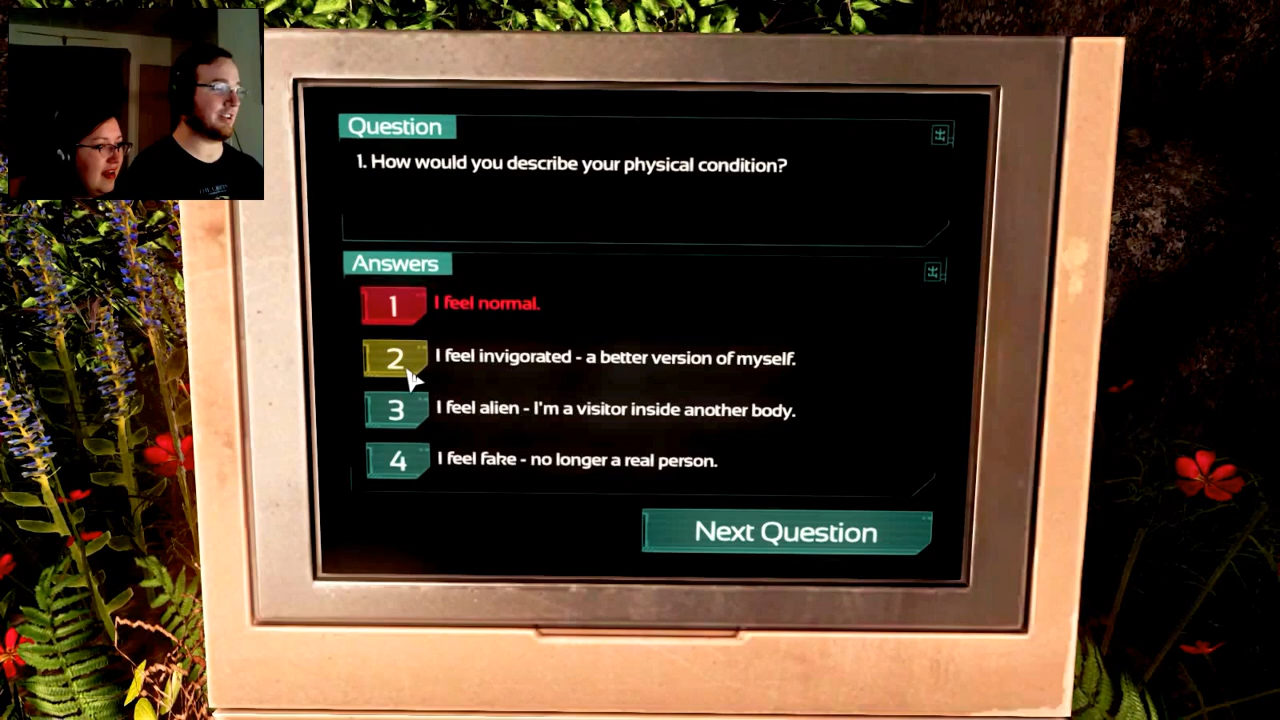 Question
1. How would you describe your physical condition?
Answers
1 I feel normal.
2 I feel invigorated - a better version of myself.
3 I feel alien - I'm a visitor inside another body.
4 I feel fake - no longer a real person.
Next Question